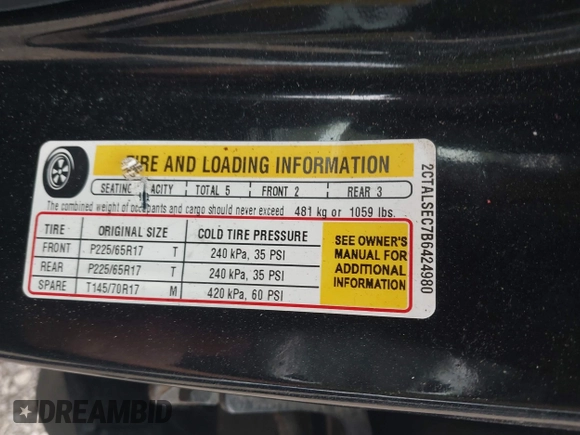 TIRE AND LOADING INFORMATION
SEATING CAPACITY TOTAL 5 FRONT 2 REAR 3
The combined weight of occupants and cargo should never exceed 481 kg or 1059 lbs.
TIRE ORIGINAL SIZE COLD TIRE PRESSURE
FRONT P225/65R17 T 240 kPa, 35 PSI
REAR P225/65R17 T 240 kPa, 35 PSI
SPARE T145/70R17 M 420 kPa, 60 PSI
SEE OWNER'S
MANUAL FOR
ADDITIONAL
INFORMATION
2CTALSEC7B6424980
DREAMBID